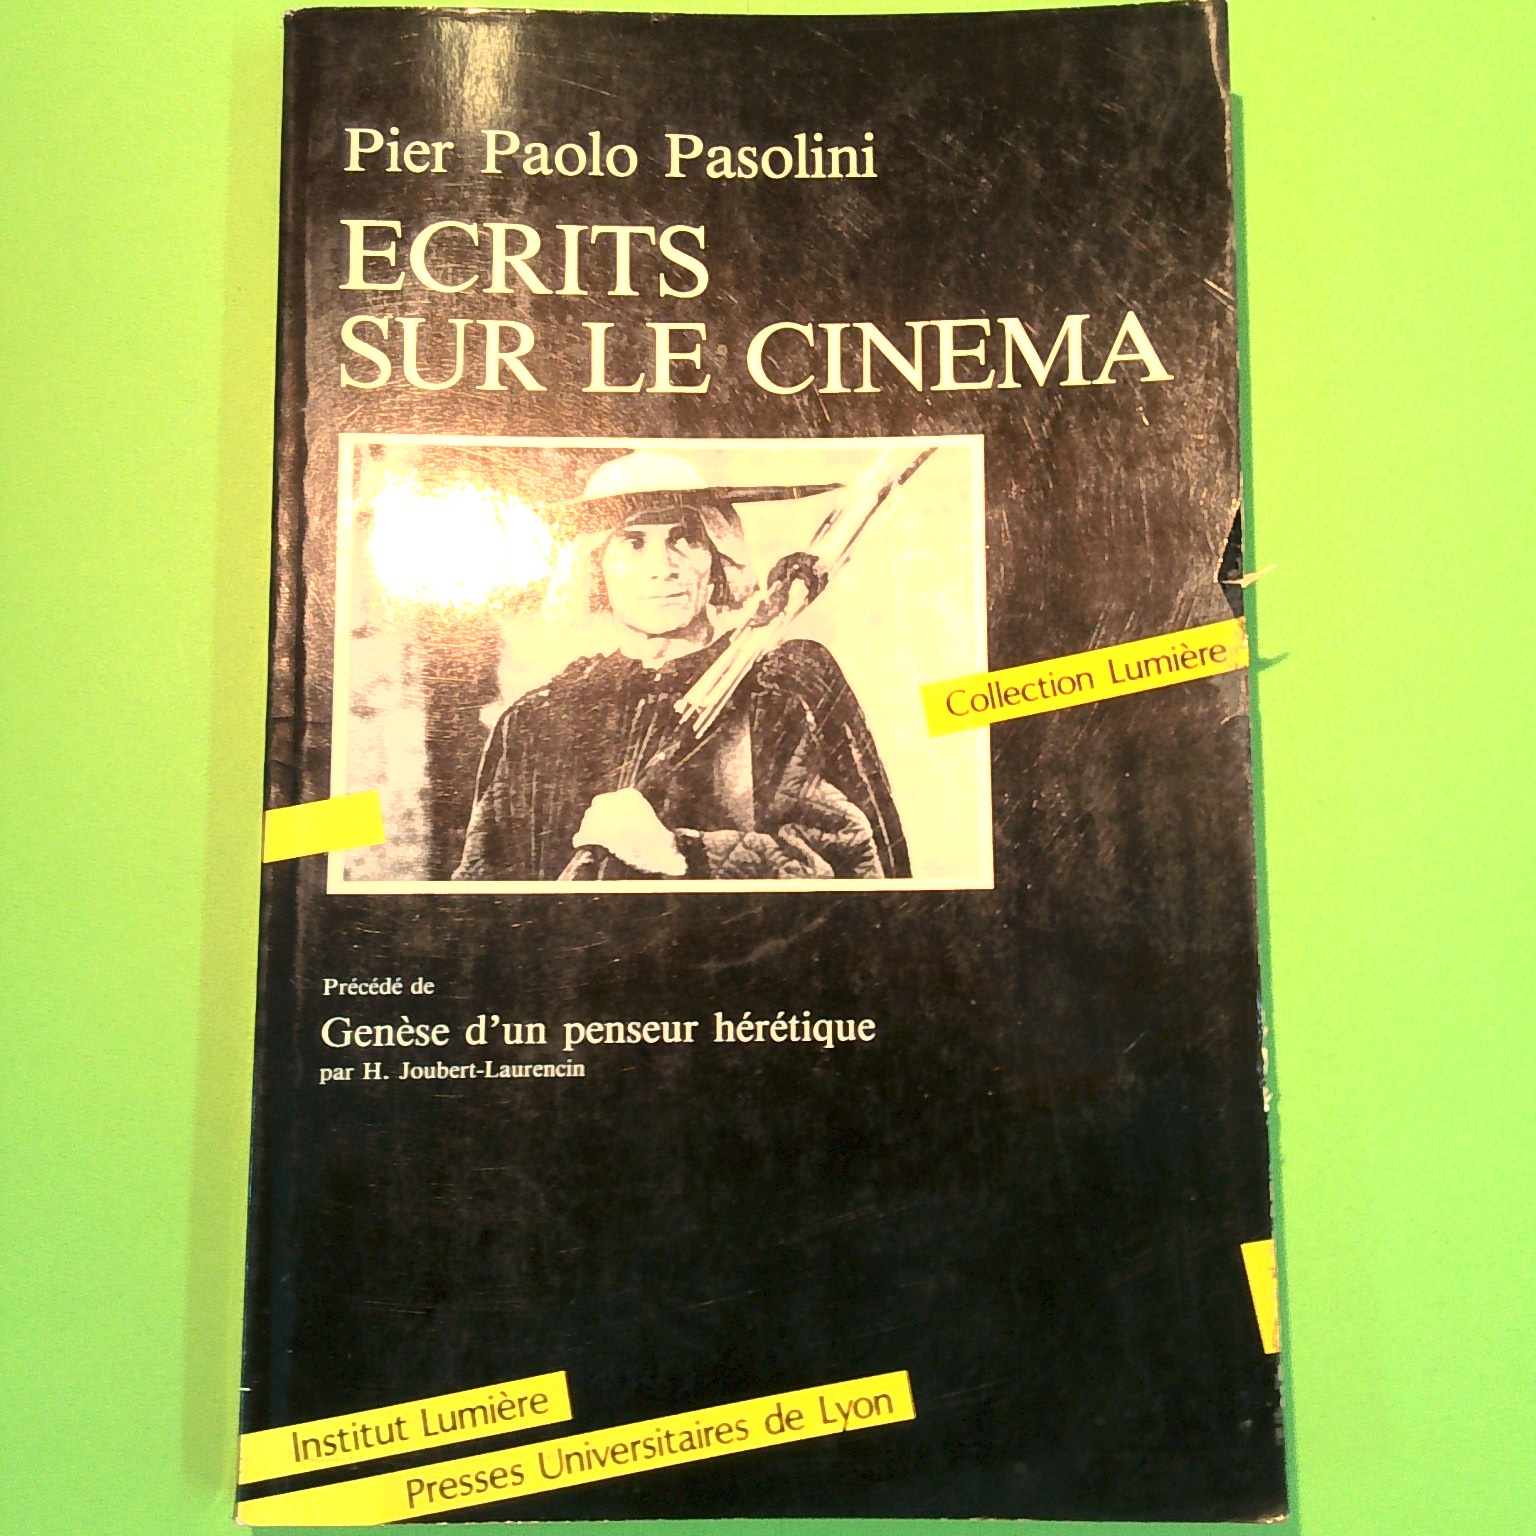 Pier Paolo Pasolini
ECRITS
SUR LE CINEMA
Collection Lumière
Précédé de
Genèse d'un penseur hérétique
par H. Joubert-Laurencin
Institut Lumière
Presses Universitaires de Lyon